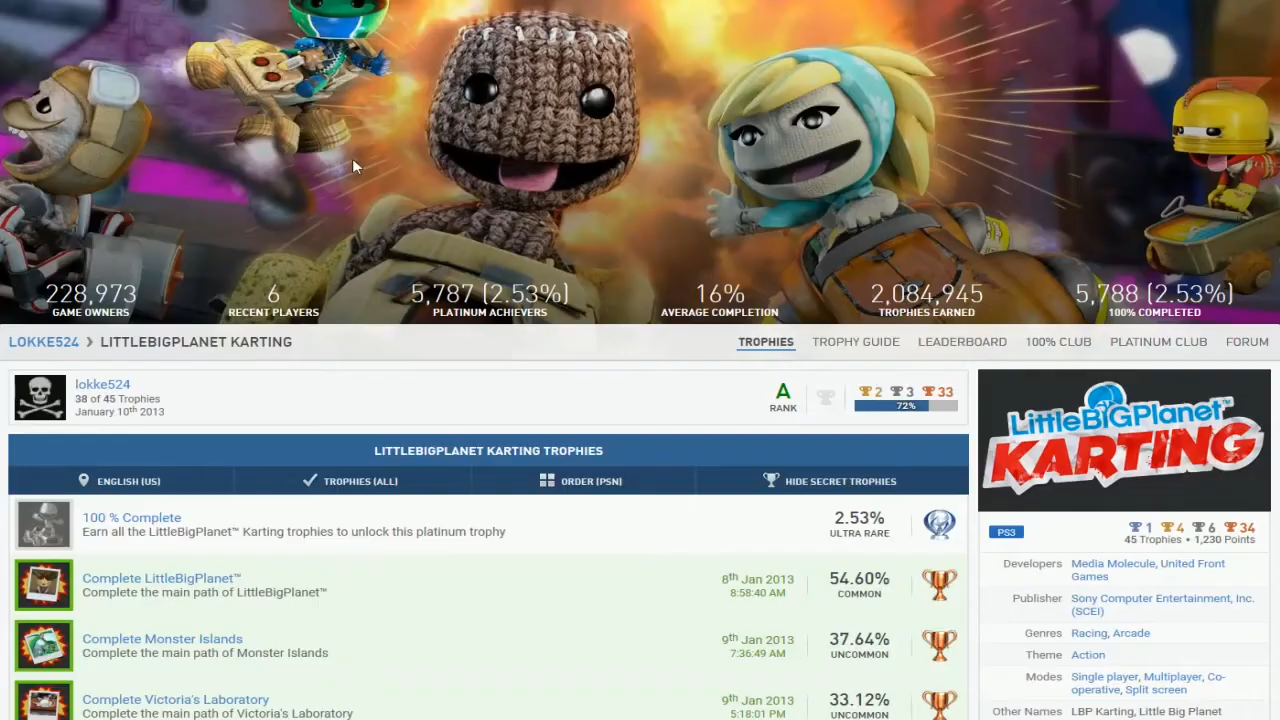 228,973
GAME OWNERS
6
RECENT PLAYERS
5,787 (2.53%)
PLATINUM ACHIEVERS
16%
AVERAGE COMPLETION
2,084,945
TROPHIES EARNED
5,788 (2.53%)
100% COMPLETED
LOKKE524 > LITTLEBIGPLANET KARTING
TROPHIES TROPHY GUIDE LEADERBOARD 100% CLUB PLATINUM CLUB FORUM
lokke524
38 of 45 Trophies
January 10th 2013
A
RANK
2 3 33
72%
LITTLEBIGPLANET KARTING TROPHIES
ENGLISH (US) TROPHIES (ALL) ORDER (PSN) HIDE SECRET TROPHIES
100 % Complete
Earn all the LittleBigPlanet™ Karting trophies to unlock this platinum trophy
2.53%
ULTRA RARE
Complete LittleBigPlanet™
Complete the main path of LittleBigPlanet™
8th Jan 2013
8:58:40 AM
54.60%
COMMON
Complete Monster Islands
Complete the main path of Monster Islands
9th Jan 2013
7:36:49 AM
37.64%
UNCOMMON
Complete Victoria's Laboratory
Complete the main path of Victoria's Laboratory
9th Jan 2013
5:18:01 PM
33.12%
UNCOMMON
LittleBIGPlanet™
KARTING™
PS3
1 4 6 34
45 Trophies • 1,230 Points
Developers Media Molecule, United Front
Games
Publisher Sony Computer Entertainment, Inc.
(SCEI)
Genres Racing, Arcade
Theme Action
Modes Single player, Multiplayer, Co-
operative, Split screen
Other Names LBP Karting, Little Big Planet